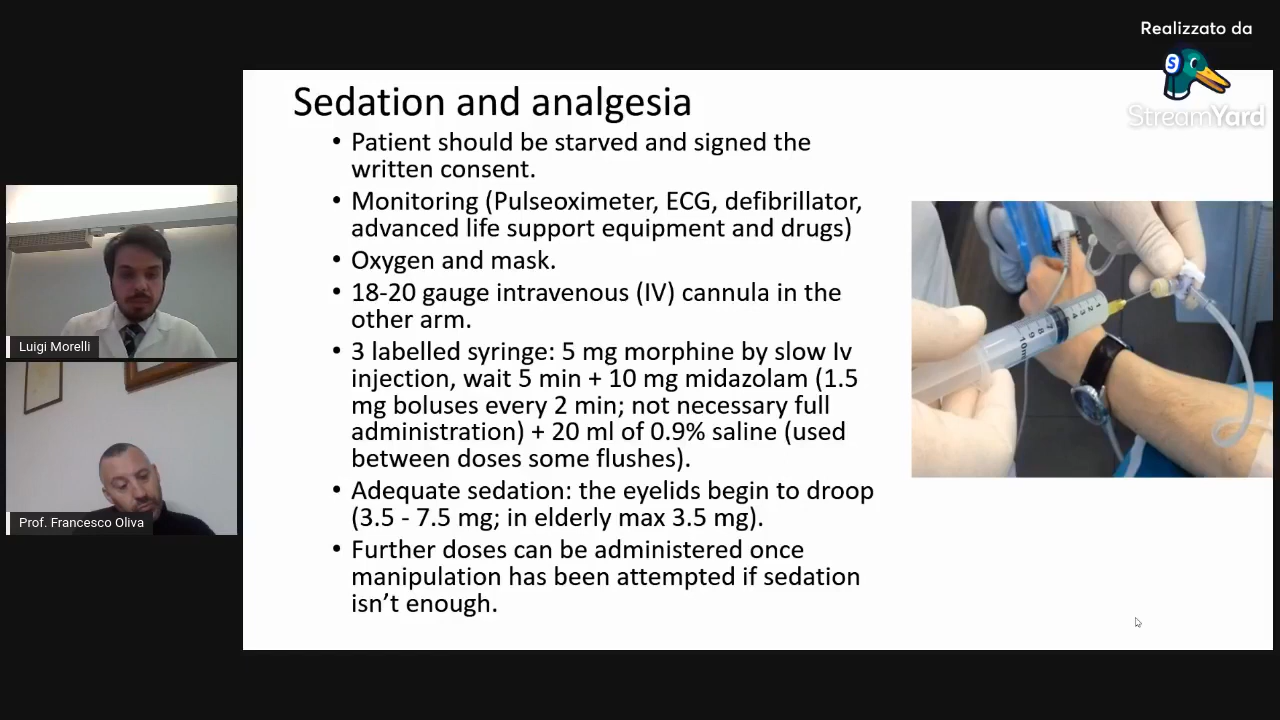 Realizzato da
S
StreamYard
Sedation and analgesia
• Patient should be starved and signed the
written consent.
• Monitoring (Pulseoximeter, ECG, defibrillator,
advanced life support equipment and drugs)
• Oxygen and mask.
• 18-20 gauge intravenous (IV) cannula in the
other arm.
• 3 labelled syringe: 5 mg morphine by slow Iv
injection, wait 5 min + 10 mg midazolam (1.5
mg boluses every 2 min; not necessary full
administration) + 20 ml of 0.9% saline (used
between doses some flushes).
• Adequate sedation: the eyelids begin to droop
(3.5 - 7.5 mg; in elderly max 3.5 mg).
• Further doses can be administered once
manipulation has been attempted if sedation
isn’t enough.
Luigi Morelli
Prof. Francesco Oliva